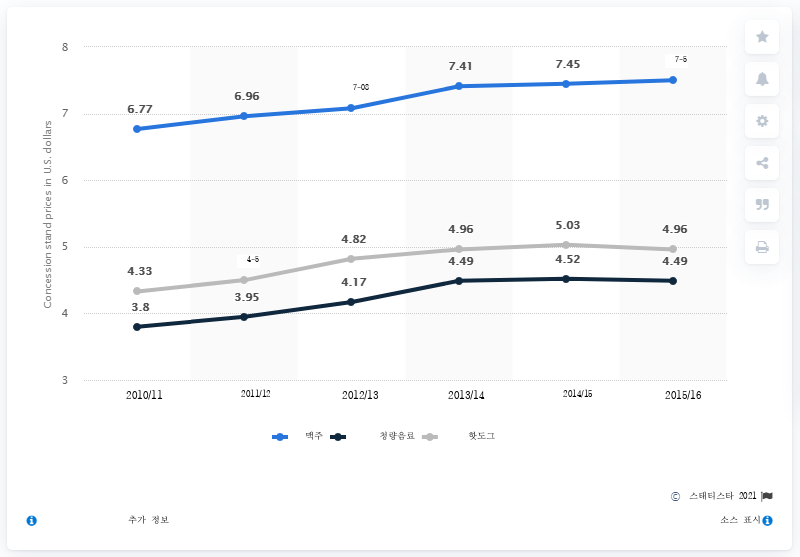 8
7
6
5
4
3
Concession stand prices in U.S. dollars
6.77 6.96 7-08 7.41 7.45 7-5
4.33 4-5 4.82 4.96 5.03 4.96
3.8 3.95 4.17 4.49 4.52 4.49
2010/11 2011/12 2012/13 2013/14 2014/15 2015/16
맥주 청량음료 핫도그
© 스태티스타 2021
추가 정보 소스 표시